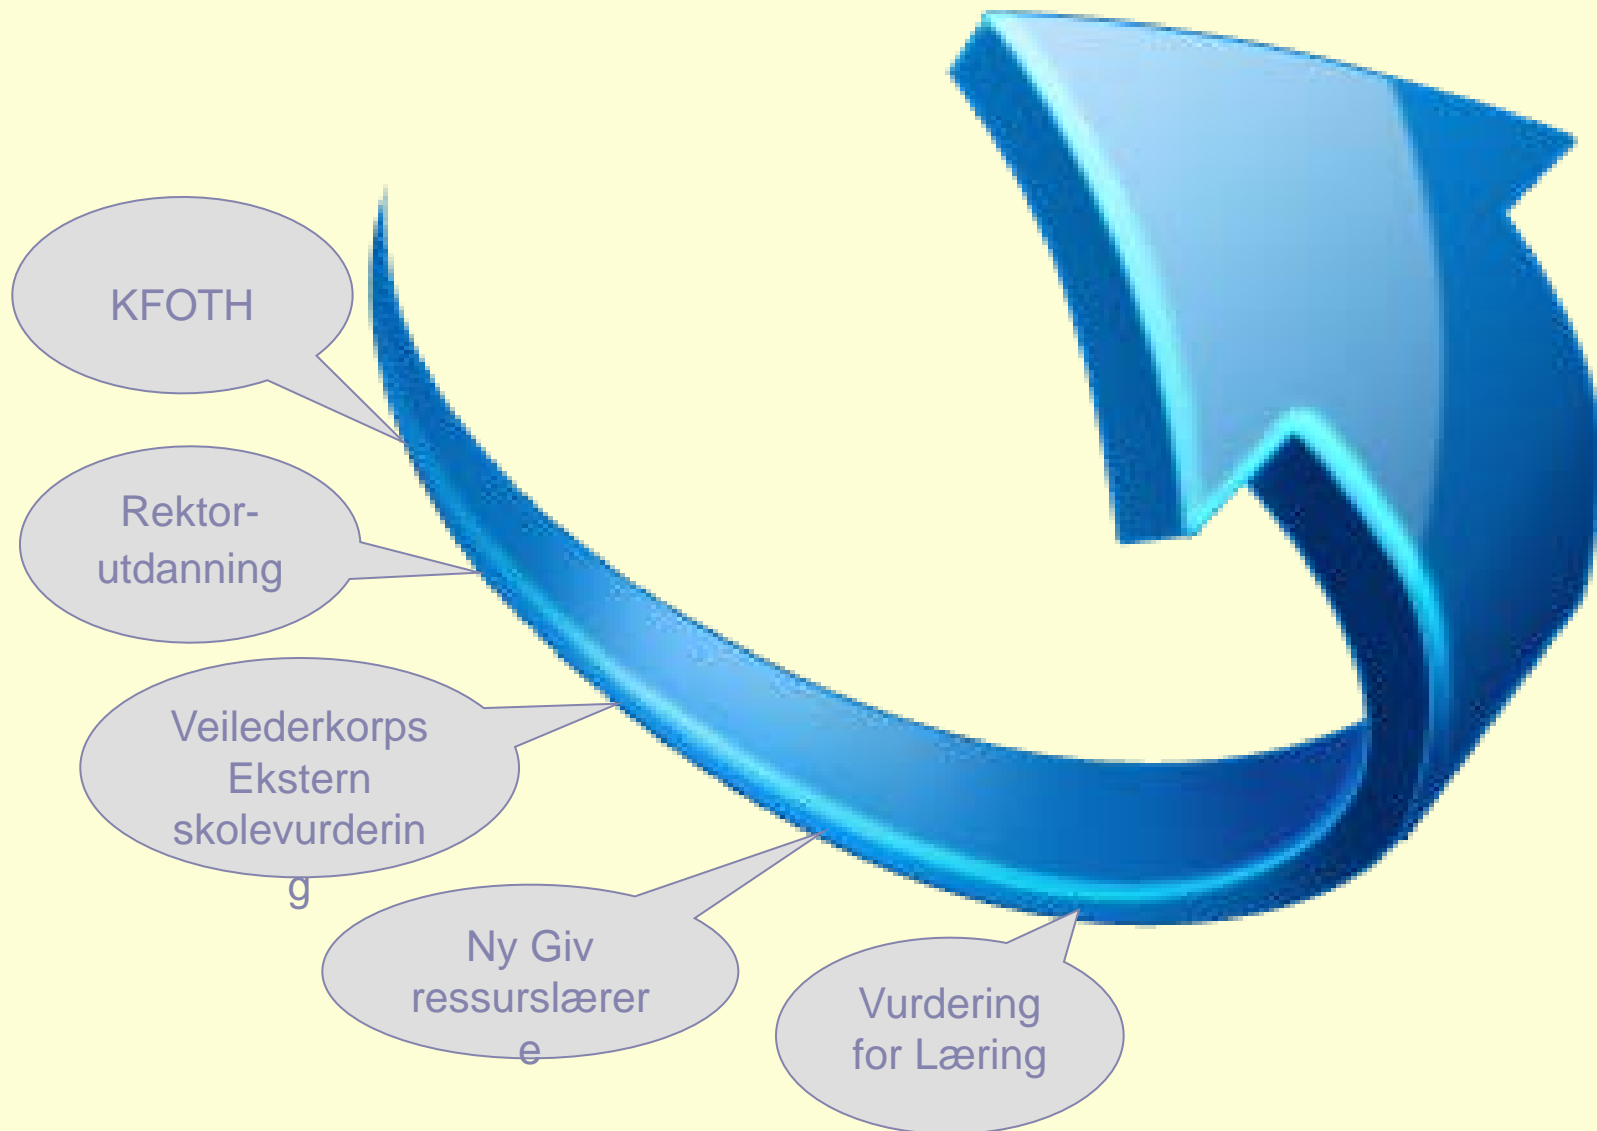 KFOTH
Rektor-
utdanning
Veilederkorps
Ekstern
skolevurderin
g
Ny Giv
ressurslærer
e
Vurdering
for Læring